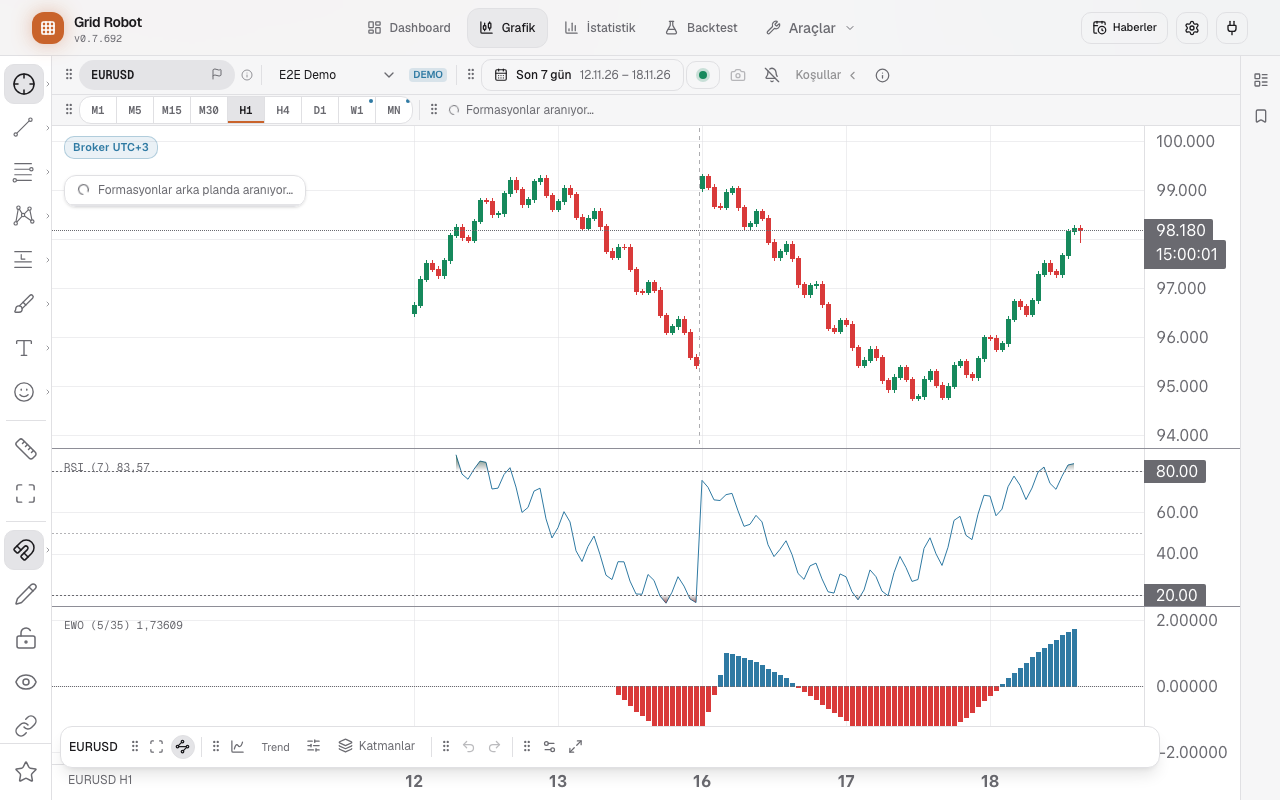 Grid Robot
v0.7.692
Dashboard
Grafik
İstatistik
Backtest
Araçlar
Haberler
EURUSD
E2E Demo
DEMO
Son 7 gün 12.11.26 – 18.11.26
Koşullar
M1 M5 M15 M30 H1 H4 D1 W1 MN
Formasyonlar aranıyor...
Broker UTC+3
Formasyonlar arka planda aranıyor...
100.000
99.000
98.180
15:00:01
97.000
96.000
95.000
94.000
RSI (7) 83,57
80.00
60.00
40.00
20.00
EWO (5/35) 1,73609
2.00000
0.00000
-2.00000
EURUSD
Trend
Katmanlar
EURUSD H1
12 13 16 17 18